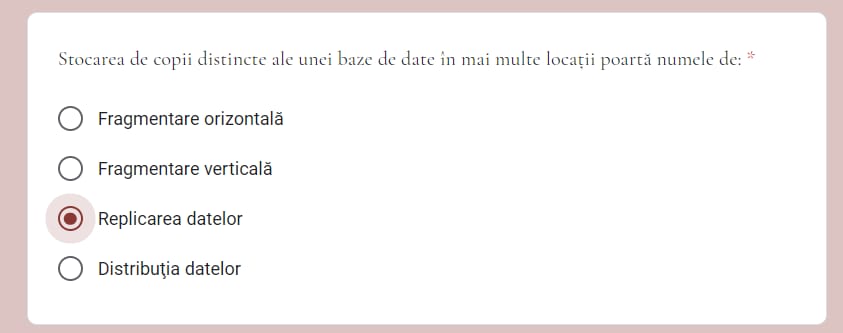 Stocarea de copii distincte ale unei baze de date în mai multe locații poartă numele de: *
Fragmentare orizontală
Fragmentare verticală
Replicarea datelor
Distribuţia datelor